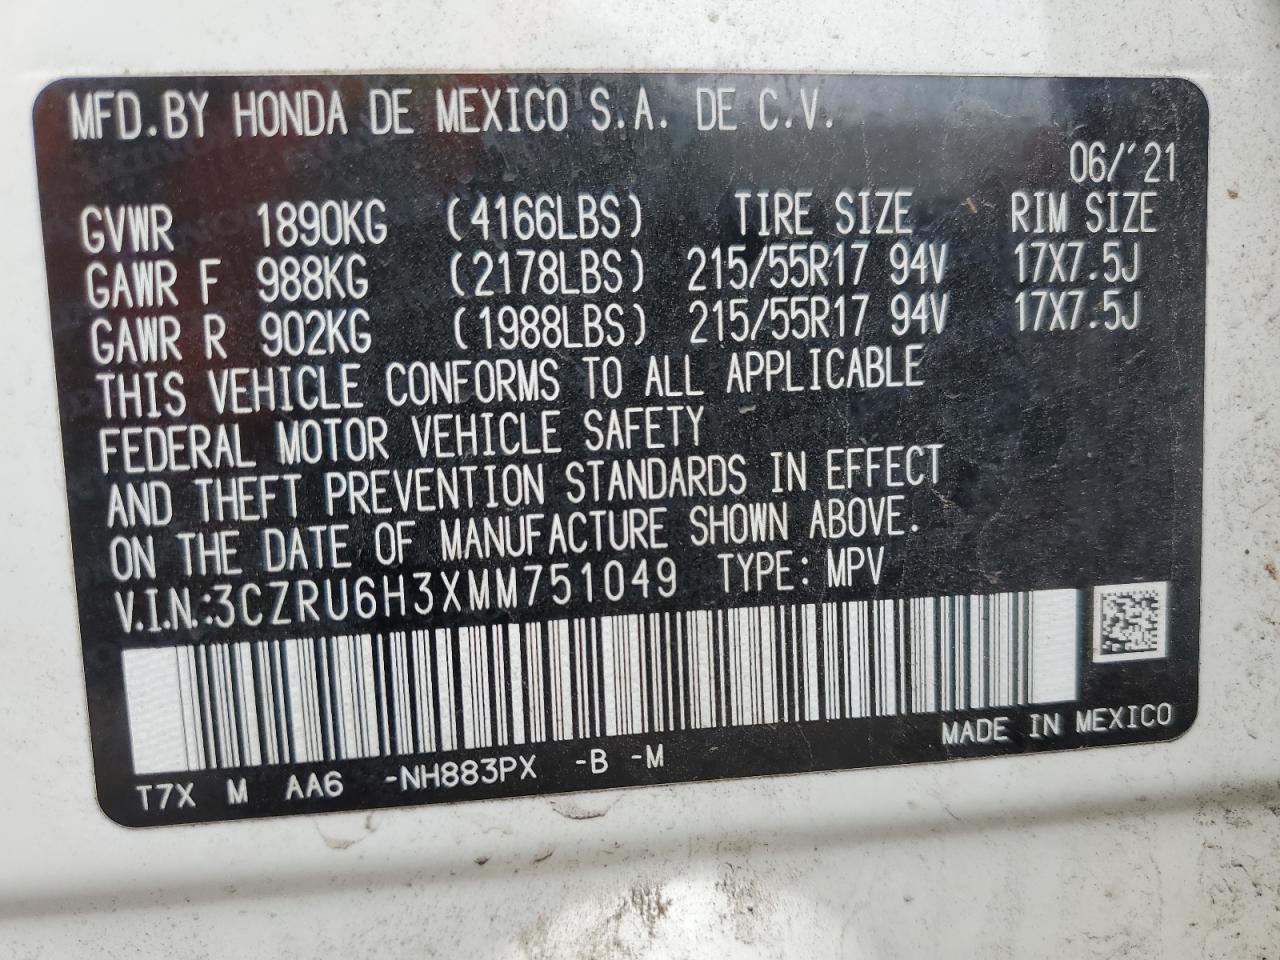 MFD.BY HONDA DE MEXICO S.A. DE C.V.
06/'21
GVWR 1890KG (4166LBS) TIRE SIZE RIM SIZE
GAWR F 988KG (2178LBS) 215/55R17 94V 17X7.5J
GAWR R 902KG (1988LBS) 215/55R17 94V 17X7.5J
THIS VEHICLE CONFORMS TO ALL APPLICABLE
FEDERAL MOTOR VEHICLE SAFETY
AND THEFT PREVENTION STANDARDS IN EFFECT
ON THE DATE OF MANUFACTURE SHOWN ABOVE.
V.I.N.:3CZRU6H3XMM751049 TYPE: MPV
MADE IN MEXICO
T7X M AA6 -NH883PX -B -M